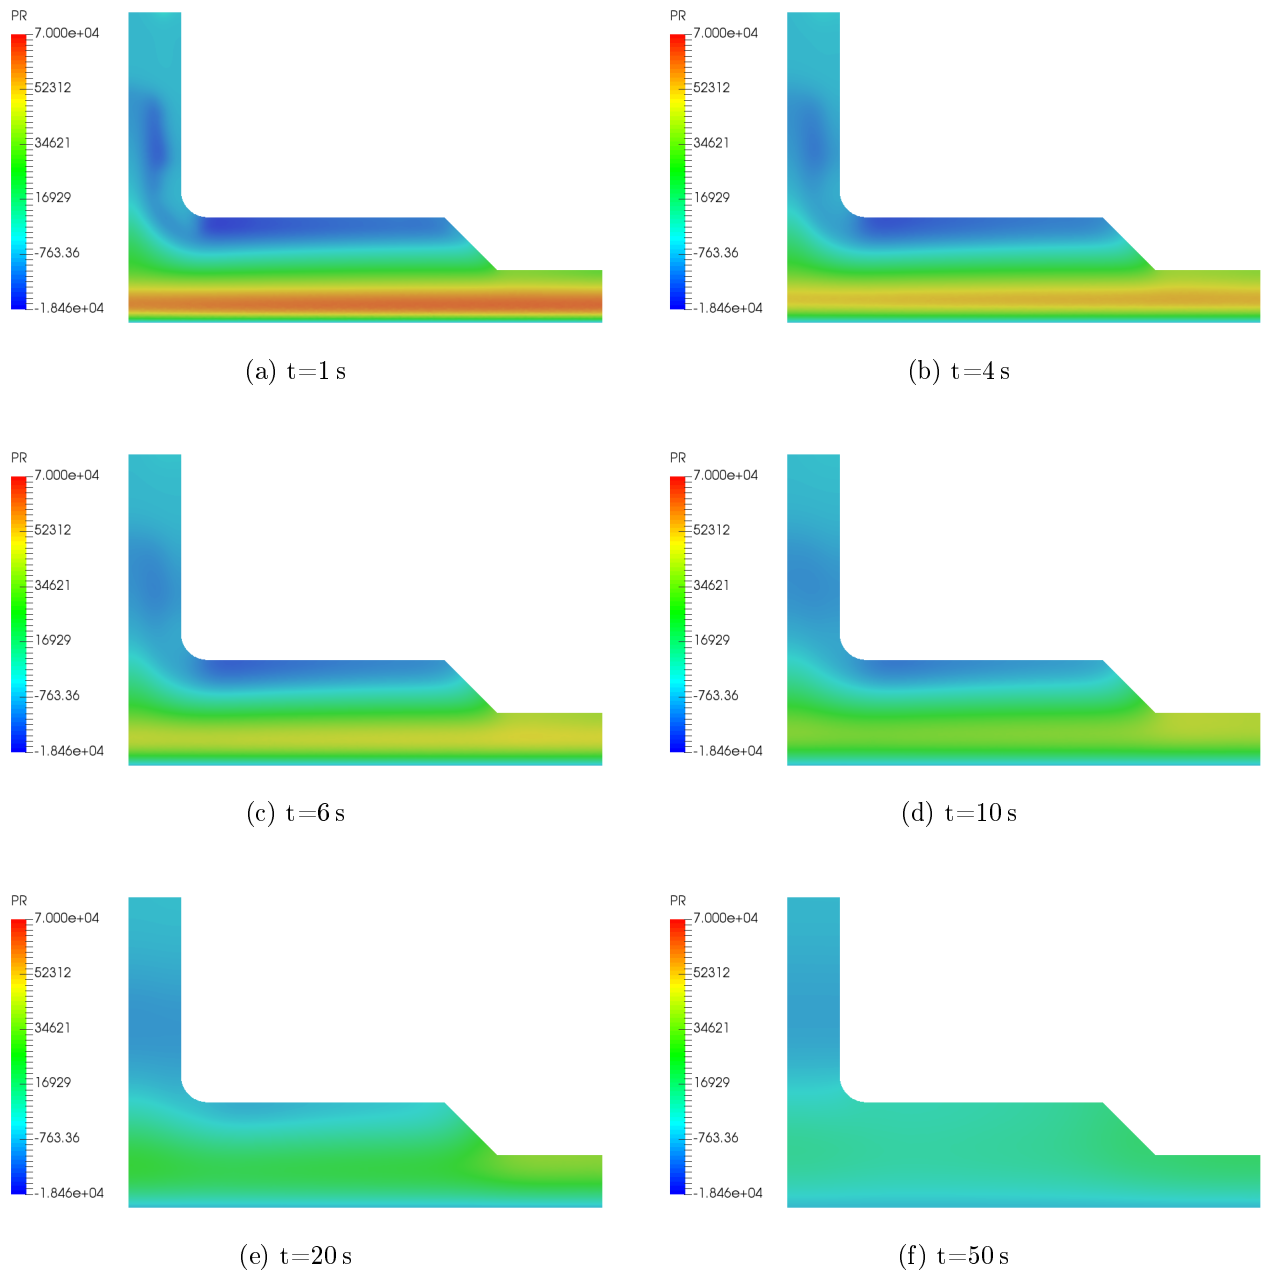 PR
7.000e+04
52312
34621
16929
-763.36
-1.846e+04
(a) t=1 s
PR
7.000e+04
52312
34621
16929
-763.36
-1.846e+04
(b) t=4 s
PR
7.000e+04
52312
34621
16929
-763.36
-1.846e+04
(c) t=6 s
PR
7.000e+04
52312
34621
16929
-763.36
-1.846e+04
(d) t=10 s
PR
7.000e+04
52312
34621
16929
-763.36
-1.846e+04
(e) t=20 s
PR
7.000e+04
52312
34621
16929
-763.36
-1.846e+04
(f) t=50 s